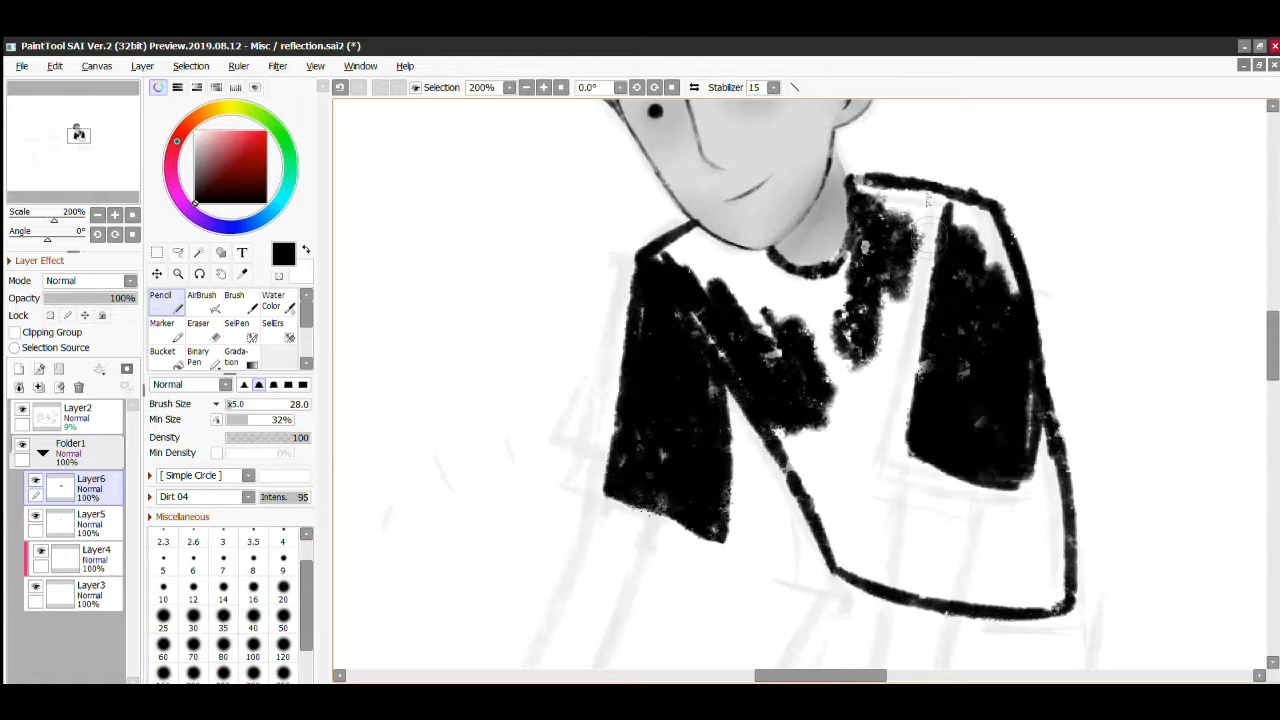 PaintTool SAI Ver.2 (32bit) Preview.2019.08.12 - Misc / reflection.sai2 (*)
File Edit Canvas Layer Selection Ruler Filter View Window Help
Selection 200% 0.0° Stabilizer 15
Scale 200%
Angle 0°
Layer Effect
Mode Normal
Opacity 100%
Lock
Clipping Group
Selection Source
Layer2
Normal
9%
Folder1
Normal
100%
Layer6
Normal
100%
Layer5
Normal
100%
Layer4
Normal
100%
Layer3
Normal
100%
T
Pencil AirBrush Brush Water Color
Marker Eraser SelPen SelErs
Bucket Binary Pen Grada-tion
Normal
Brush Size x5.0 28.0
Min Size 32%
Density 100
Min Density 0%
[ Simple Circle ]
Dirt 04 Intens. 95
Miscellaneous
2.3 2.6 3 3.5 4
5 6 7 8 9
10 12 14 16 20
25 30 35 40 50
60 70 80 100 120